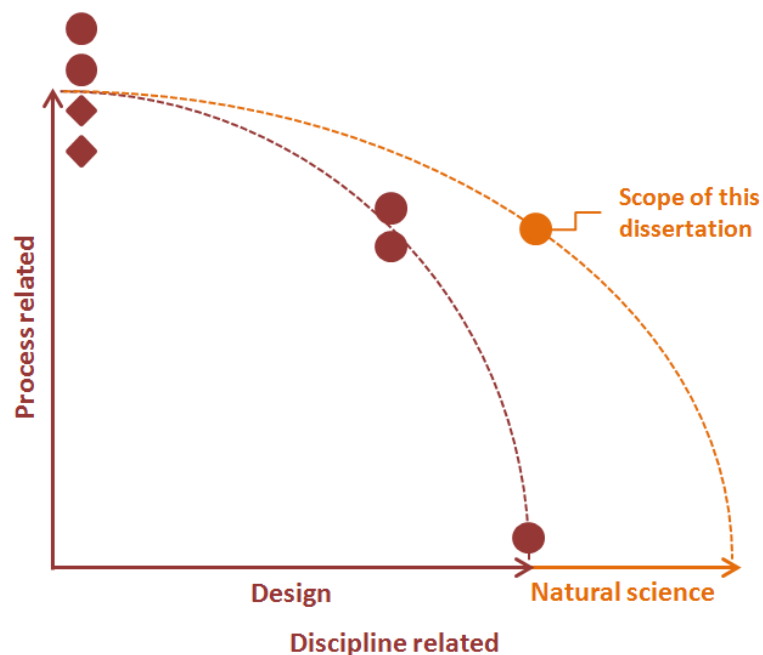 Scope of this
dissertation
Process related
Design
Natural science
Discipline related